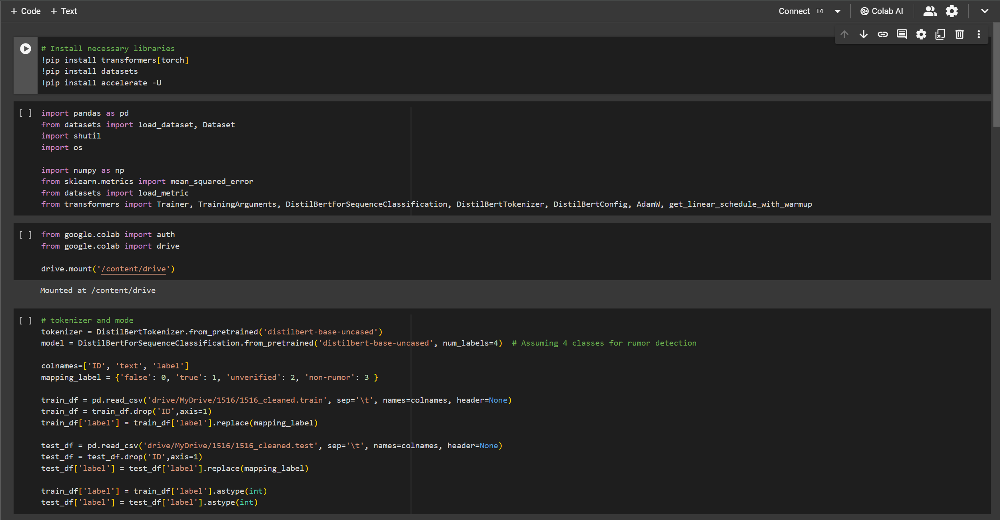 + Code + Text
Connect T4
Colab AI
# Install necessary libraries
!pip install transformers[torch]
!pip install datasets
!pip install accelerate -U
[ ] import pandas as pd
from datasets import load_dataset, Dataset
import shutil
import os
import numpy as np
from sklearn.metrics import mean_squared_error
from datasets import load_metric
from transformers import Trainer, TrainingArguments, DistilBertForSequenceClassification, DistilBertTokenizer, DistilBertConfig, AdamW, get_linear_schedule_with_warmup
[ ] from google.colab import auth
from google.colab import drive
drive.mount('/content/drive')
Mounted at /content/drive
[ ] # tokenizer and mode
tokenizer = DistilBertTokenizer.from_pretrained('distilbert-base-uncased')
model = DistilBertForSequenceClassification.from_pretrained('distilbert-base-uncased', num_labels=4)  # Assuming 4 classes for rumor detection
colnames=['ID', 'text', 'label']
mapping_label = {'false': 0, 'true': 1, 'unverified': 2, 'non-rumor': 3 }
train_df = pd.read_csv('drive/MyDrive/1516/1516_cleaned.train', sep='\t', names=colnames, header=None)
train_df = train_df.drop('ID',axis=1)
train_df['label'] = train_df['label'].replace(mapping_label)
test_df = pd.read_csv('drive/MyDrive/1516/1516_cleaned.test', sep='\t', names=colnames, header=None)
test_df = test_df.drop('ID',axis=1)
test_df['label'] = test_df['label'].replace(mapping_label)
train_df['label'] = train_df['label'].astype(int)
test_df['label'] = test_df['label'].astype(int)